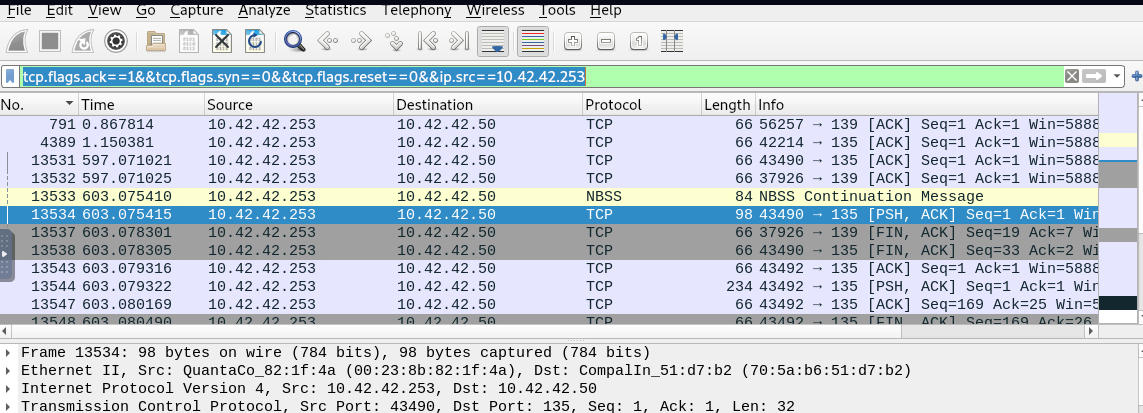 File Edit View Go Capture Analyze Statistics Telephony Wireless Tools Help
tcp.flags.ack==1&&tcp.flags.syn==0&&tcp.flags.reset==0&&ip.src==10.42.42.253
No. Time Source Destination Protocol Length Info
791 0.867814 10.42.42.253 10.42.42.50 TCP 66 56257 → 139 [ACK] Seq=1 Ack=1 Win=5888
4389 1.150381 10.42.42.253 10.42.42.50 TCP 66 42214 → 135 [ACK] Seq=1 Ack=1 Win=5888
13531 597.071021 10.42.42.253 10.42.42.50 TCP 66 43490 → 135 [ACK] Seq=1 Ack=1 Win=5888
13532 597.071025 10.42.42.253 10.42.42.50 TCP 66 37926 → 139 [ACK] Seq=1 Ack=1 Win=5888
13533 603.075410 10.42.42.253 10.42.42.50 NBSS 84 NBSS Continuation Message
13534 603.075415 10.42.42.253 10.42.42.50 TCP 98 43490 → 135 [PSH, ACK] Seq=1 Ack=1 Win
13537 603.078301 10.42.42.253 10.42.42.50 TCP 66 37926 → 139 [FIN, ACK] Seq=19 Ack=7 Wi
13538 603.078305 10.42.42.253 10.42.42.50 TCP 66 43490 → 135 [FIN, ACK] Seq=33 Ack=2 Wi
13543 603.079316 10.42.42.253 10.42.42.50 TCP 66 43492 → 135 [ACK] Seq=1 Ack=1 Win=5888
13544 603.079322 10.42.42.253 10.42.42.50 TCP 234 43492 → 135 [PSH, ACK] Seq=1 Ack=1 Win
13547 603.080169 10.42.42.253 10.42.42.50 TCP 66 43492 → 135 [ACK] Seq=169 Ack=25 Win=5
13548 603.080490 10.42.42.253 10.42.42.50 TCP 66 43492 → 135 [FIN, ACK] Seq=169 Ack=26
Frame 13534: 98 bytes on wire (784 bits), 98 bytes captured (784 bits)
Ethernet II, Src: QuantaCo_82:1f:4a (00:23:8b:82:1f:4a), Dst: CompalIn_51:d7:b2 (70:5a:b6:51:d7:b2)
Internet Protocol Version 4, Src: 10.42.42.253, Dst: 10.42.42.50
Transmission Control Protocol, Src Port: 43490, Dst Port: 135, Seq: 1, Ack: 1, Len: 32